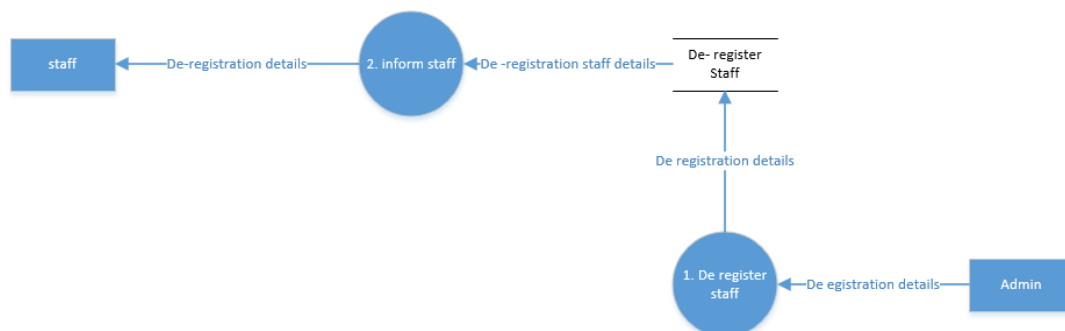 staff
De-registration details
2. inform staff
De -registration staff details
De- register
Staff
De registration details
1. De register
staff
De egistration details
Admin